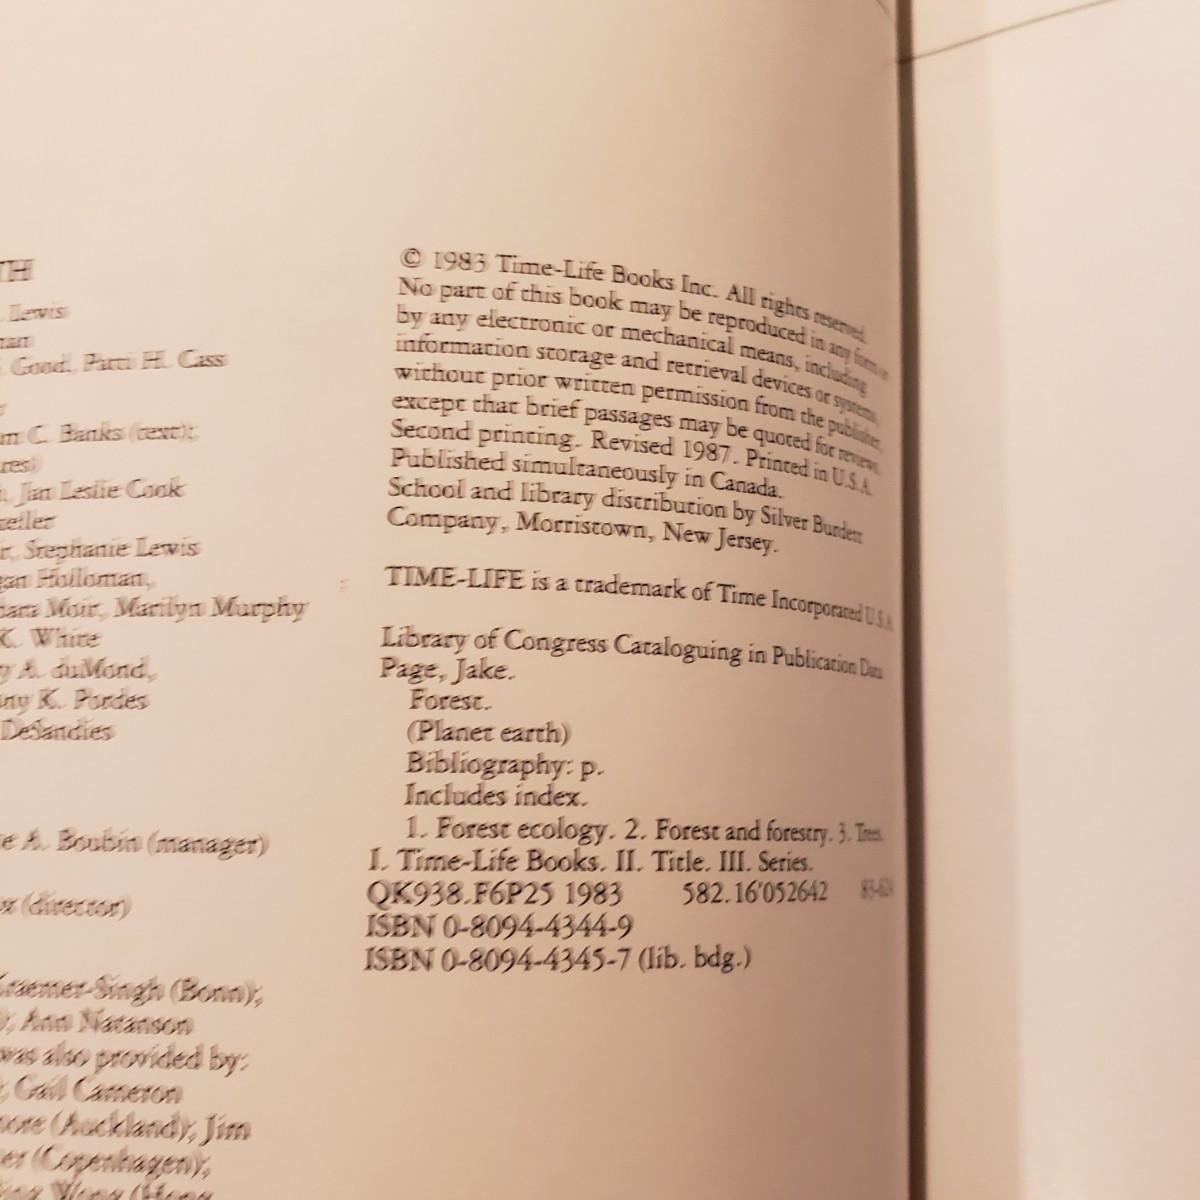 TH
Lewis
Good, Patti H. Cass
C. Banks (text);
Jan Leslie Cook
Stephanie Lewis
Holloman,
Moir, Marilyn Murphy
K. White
A. duMond,
K. Pordes
DeSandies
A. Boubin (manager)
(director)
Kraemer-Singh (Bonn);
Ann Natanson
was also provided by:
Gail Cameron
(Auckland); Jim
(Copenhagen);
Wong (Hong
© 1983 Time-Life Books Inc. All rights reserved.
No part of this book may be reproduced in any form or
by any electronic or mechanical means, including
information storage and retrieval devices or systems,
without prior written permission from the publisher,
except that brief passages may be quoted for reviews.
Second printing. Revised 1987. Printed in U.S.A.
Published simultaneously in Canada.
School and library distribution by Silver Burdett
Company, Morristown, New Jersey.
TIME-LIFE is a trademark of Time Incorporated U.S.A.
Library of Congress Cataloguing in Publication Data
Page, Jake.
Forest.
(Planet earth)
Bibliography: p.
Includes index.
1. Forest ecology. 2. Forest and forestry. 3. Trees.
I. Time-Life Books. II. Title. III. Series.
QK938.F6P25 1983 582.16'052642
ISBN 0-8094-4344-9
ISBN 0-8094-4345-7 (lib. bdg.)